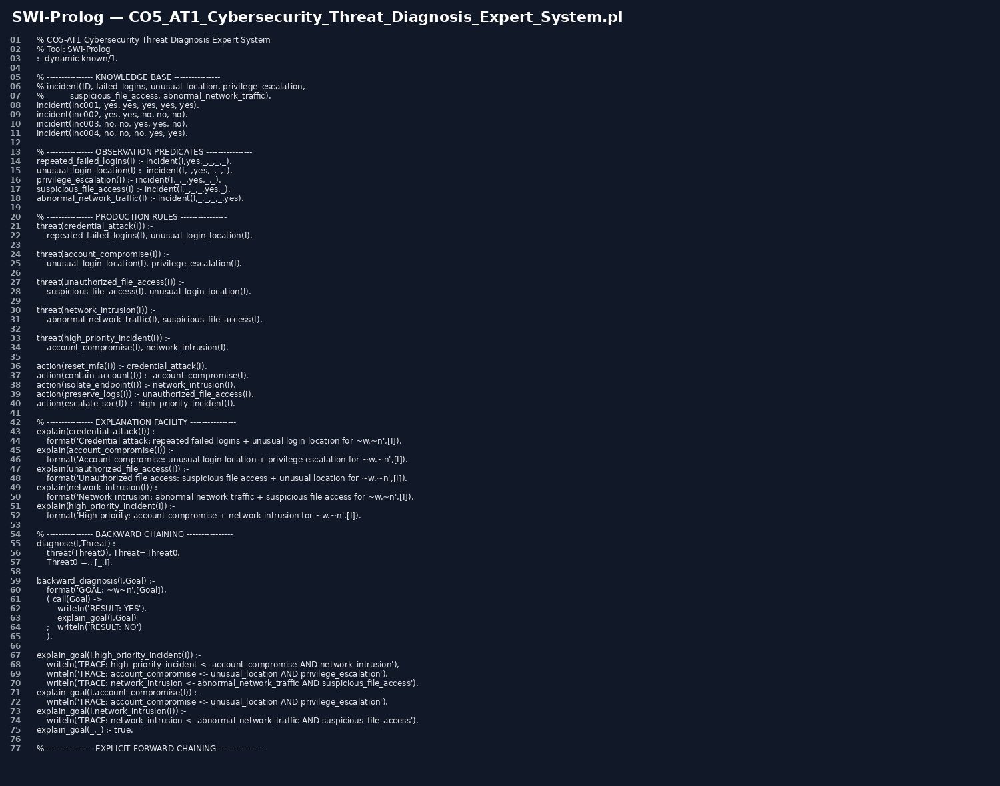 SWI-Prolog — CO5_AT1_Cybersecurity_Threat_Diagnosis_Expert_System.pl
01 % CO5-AT1 Cybersecurity Threat Diagnosis Expert System
02 % Tool: SWI-Prolog
03 :- dynamic known/1.
04
05 % ---------------- KNOWLEDGE BASE ----------------
06 % incident(ID, failed_logins, unusual_location, privilege_escalation,
07 %          suspicious_file_access, abnormal_network_traffic).
08 incident(inc001, yes, yes, yes, yes, yes).
09 incident(inc002, yes, yes, no, no, no).
10 incident(inc003, no, no, yes, yes, no).
11 incident(inc004, no, no, no, yes, yes).
12
13 % ---------------- OBSERVATION PREDICATES ----------------
14 repeated_failed_logins(I) :- incident(I,yes,_,_,_,_).
15 unusual_login_location(I) :- incident(I,_,yes,_,_,_).
16 privilege_escalation(I) :- incident(I,_,_,yes,_,_).
17 suspicious_file_access(I) :- incident(I,_,_,_,yes,_).
18 abnormal_network_traffic(I) :- incident(I,_,_,_,_,yes).
19
20 % ---------------- PRODUCTION RULES ----------------
21 threat(credential_attack(I)) :-
22     repeated_failed_logins(I), unusual_login_location(I).
23
24 threat(account_compromise(I)) :-
25     unusual_login_location(I), privilege_escalation(I).
26
27 threat(unauthorized_file_access(I)) :-
28     suspicious_file_access(I), unusual_login_location(I).
29
30 threat(network_intrusion(I)) :-
31     abnormal_network_traffic(I), suspicious_file_access(I).
32
33 threat(high_priority_incident(I)) :-
34     account_compromise(I), network_intrusion(I).
35
36 action(reset_mfa(I)) :- credential_attack(I).
37 action(contain_account(I)) :- account_compromise(I).
38 action(isolate_endpoint(I)) :- network_intrusion(I).
39 action(preserve_logs(I)) :- unauthorized_file_access(I).
40 action(escalate_soc(I)) :- high_priority_incident(I).
41
42 % ---------------- EXPLANATION FACILITY ----------------
43 explain(credential_attack(I)) :-
44     format('Credential attack: repeated failed logins + unusual login location for ~w.~n',[I]).
45 explain(account_compromise(I)) :-
46     format('Account compromise: unusual login location + privilege escalation for ~w.~n',[I]).
47 explain(unauthorized_file_access(I)) :-
48     format('Unauthorized file access: suspicious file access + unusual location for ~w.~n',[I]).
49 explain(network_intrusion(I)) :-
50     format('Network intrusion: abnormal network traffic + suspicious file access for ~w.~n',[I]).
51 explain(high_priority_incident(I)) :-
52     format('High priority: account compromise + network intrusion for ~w.~n',[I]).
53
54 % ---------------- BACKWARD CHAINING ----------------
55 diagnose(I,Threat) :-
56     threat(Threat0), Threat=Threat0,
57     Threat0 =.. [_,I].
58
59 backward_diagnosis(I,Goal) :-
60     format('GOAL: ~w~n',[Goal]),
61     ( call(Goal) ->
62         writeln('RESULT: YES'),
63         explain_goal(I,Goal)
64     ;   writeln('RESULT: NO')
65     ).
66
67 explain_goal(I,high_priority_incident(I)) :-
68     writeln('TRACE: high_priority_incident <- account_compromise AND network_intrusion'),
69     writeln('TRACE: account_compromise <- unusual_location AND privilege_escalation'),
70     writeln('TRACE: network_intrusion <- abnormal_network_traffic AND suspicious_file_access').
71 explain_goal(I,account_compromise(I)) :-
72     writeln('TRACE: account_compromise <- unusual_location AND privilege_escalation').
73 explain_goal(I,network_intrusion(I)) :-
74     writeln('TRACE: network_intrusion <- abnormal_network_traffic AND suspicious_file_access').
75 explain_goal(_,_) :- true.
76
77 % ---------------- EXPLICIT FORWARD CHAINING ----------------